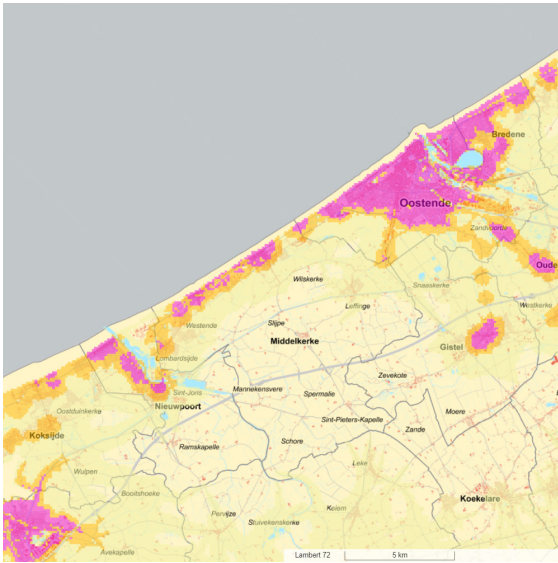 Bredene
Oostende
Zandvoorde
Oude
Snaaskerke
Wilskerke
Leffinge
Westkerke
Westende
Slijpe
Middelkerke
Gistel
Lombardsijde
Zevekote
Mannekensvere
Sint-Joris
Spermalie
Nieuwpoort
Oostduinkerke
Moere
Sint-Pieters-Kapelle
Zande
Koksijde
Schore
Ramskapelle
Leke
Wulpen
Booitshoeke
Koekelare
Keiem
Pervijze
Stuivekenskerke
Avekapelle
Lambert 72
5 km